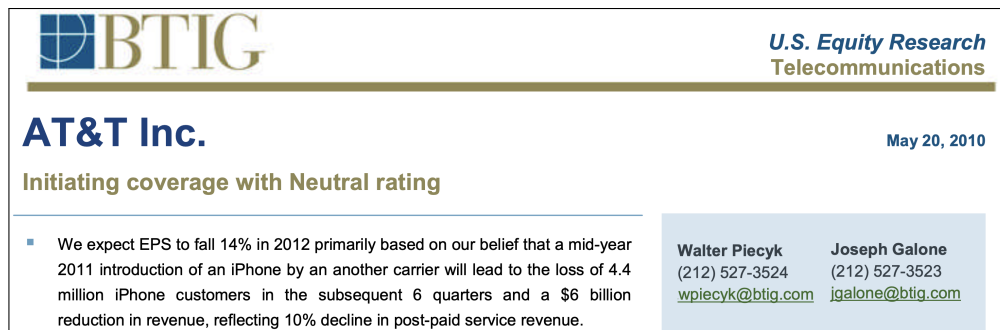 BTIG
U.S. Equity Research
Telecommunications
AT&T Inc.
May 20, 2010
Initiating coverage with Neutral rating
We expect EPS to fall 14% in 2012 primarily based on our belief that a mid-year
2011 introduction of an iPhone by an another carrier will lead to the loss of 4.4
million iPhone customers in the subsequent 6 quarters and a $6 billion
reduction in revenue, reflecting 10% decline in post-paid service revenue.
Walter Piecyk
(212) 527-3524
wpiecyk@btig.com
Joseph Galone
(212) 527-3523
jgalone@btig.com